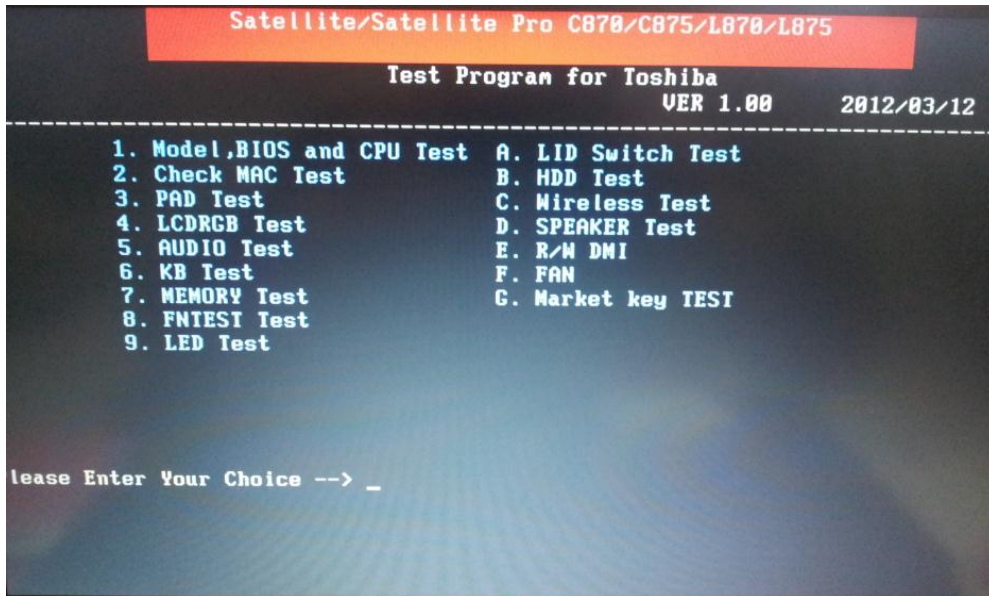 Satellite/Satellite Pro C870/C875/L870/L875
Test Program for Toshiba
VER 1.00 2012/03/12
1. Model,BIOS and CPU Test
2. Check MAC Test
3. PAD Test
4. LCDRGB Test
5. AUDIO Test
6. KB Test
7. MEMORY Test
8. FNTEST Test
9. LED Test
A. LID Switch Test
B. HDD Test
C. Wireless Test
D. SPEAKER Test
E. R/W DMI
F. FAN
G. Market key TEST
lease Enter Your Choice --> _